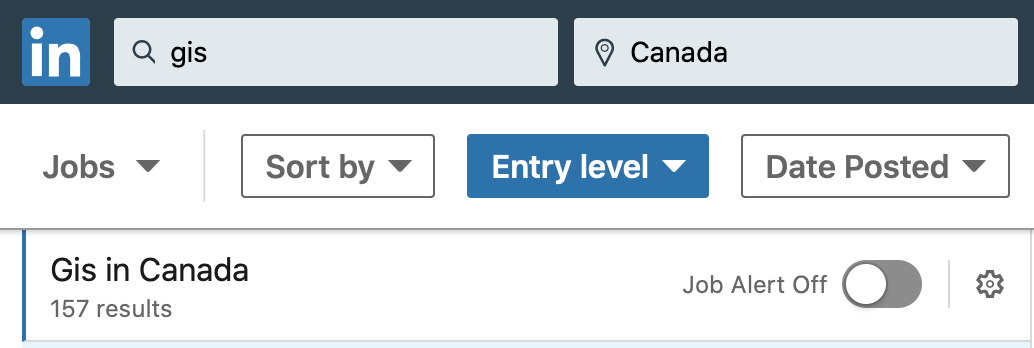 in gis Canada
Jobs Sort by Entry level Date Posted
Gis in Canada
Job Alert Off
157 results